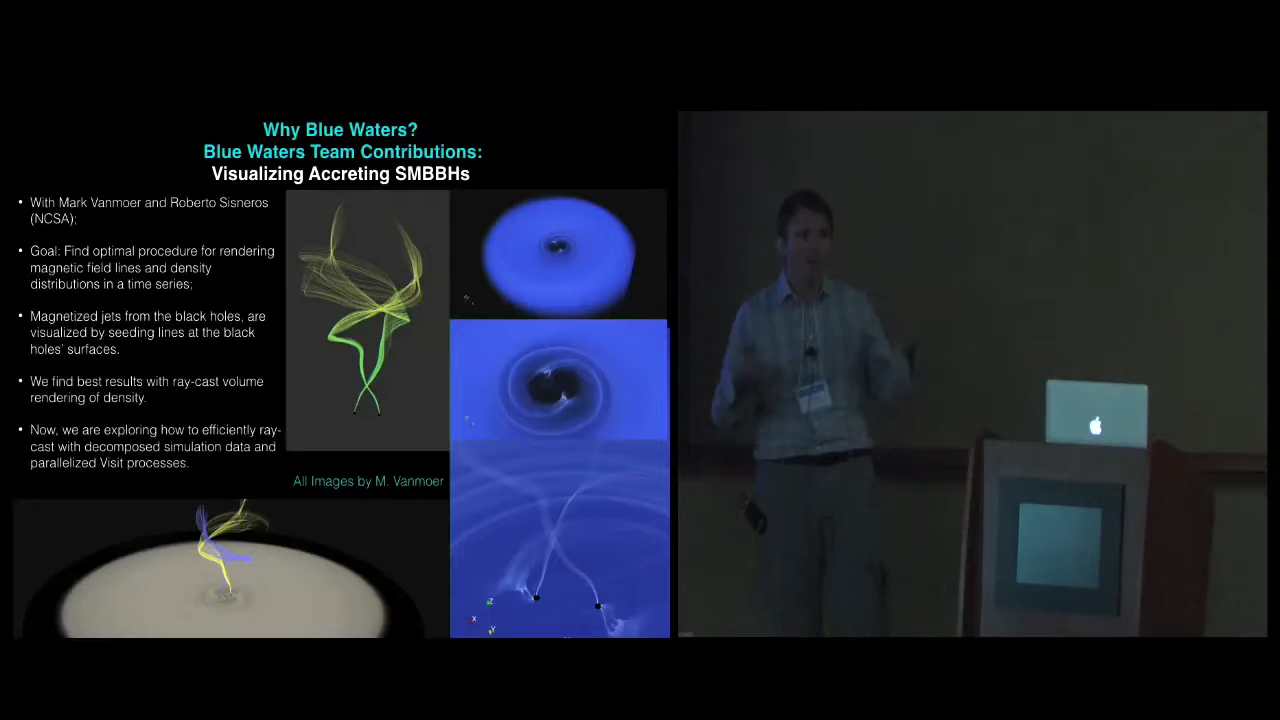 Why Blue Waters?
Blue Waters Team Contributions:
Visualizing Accreting SMBBHs
• With Mark Vanmoer and Roberto Sisneros
(NCSA);
• Goal: Find optimal procedure for rendering
magnetic field lines and density
distributions in a time series;
• Magnetized jets from the black holes, are
visualized by seeding lines at the black
holes' surfaces.
• We find best results with ray-cast volume
rendering of density.
• Now, we are exploring how to efficiently ray-
cast with decomposed simulation data and
parallelized Visit processes.
All Images by M. Vanmoer
Z
X
Y